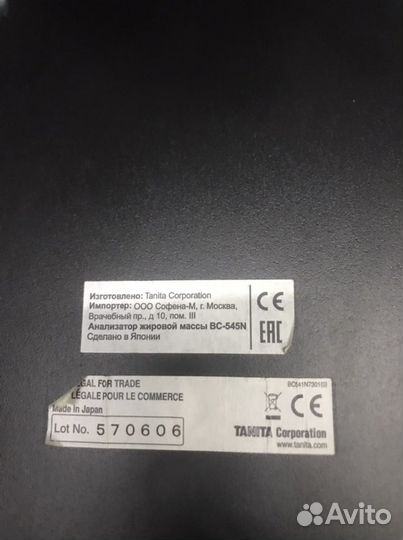 Изготовлено: Tanita Corporation
Импортер: ООО Софена-М, г. Москва,
Врачебный пр., д 10, пом. III
Анализатор жировой массы BC-545N
Сделано в Японии
CE
EAC
EGAL FOR TRADE
LÉGALE POUR LE COMMERCE
Made in Japan
Lot No. 570606
CE
TANITA Corporation
www.tanita.com
Avito